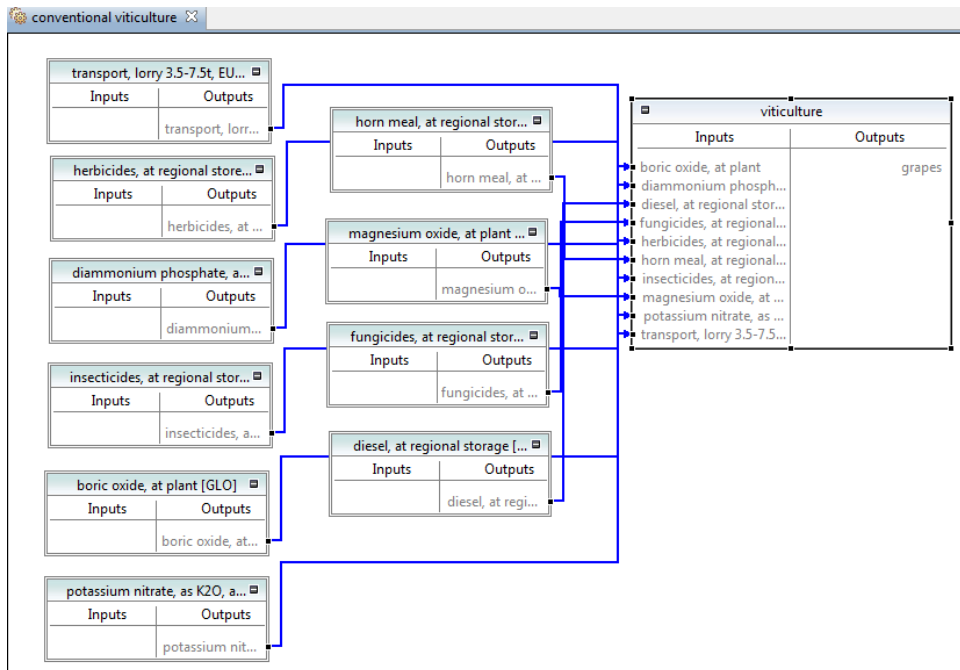 conventional viticulture
transport, lorry 3.5-7.5t, EU...
Inputs Outputs
transport, lorr...
herbicides, at regional store...
Inputs Outputs
herbicides, at ...
diammonium phosphate, a...
Inputs Outputs
diammonium...
insecticides, at regional stor...
Inputs Outputs
insecticides, a...
boric oxide, at plant [GLO]
Inputs Outputs
boric oxide, at...
potassium nitrate, as K2O, a...
Inputs Outputs
potassium nit...
horn meal, at regional stor...
Inputs Outputs
horn meal, at ...
magnesium oxide, at plant ...
Inputs Outputs
magnesium o...
fungicides, at regional stor...
Inputs Outputs
fungicides, at ...
diesel, at regional storage [...
Inputs Outputs
diesel, at regi...
viticulture
Inputs Outputs
boric oxide, at plant grapes
diammonium phosph...
diesel, at regional stor...
fungicides, at regional...
herbicides, at regional...
horn meal, at regional...
insecticides, at region...
magnesium oxide, at ...
potassium nitrate, as ...
transport, lorry 3.5-7.5...